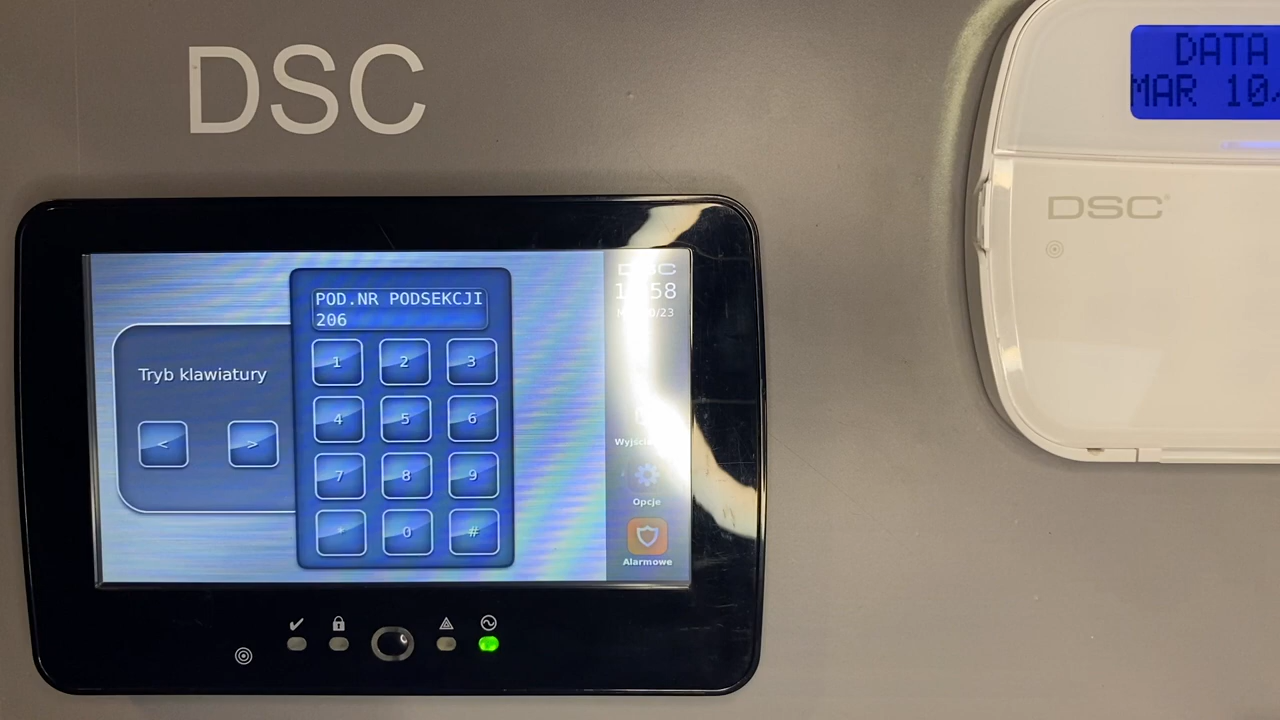 DSC
DATA
MAR 10/
DSC
POD.NR PODSEKCJI
206
1 2 3
4 5 6
7 8 9
* 0 #
Tryb klawiatury
< >
Opcje
Alarmowe